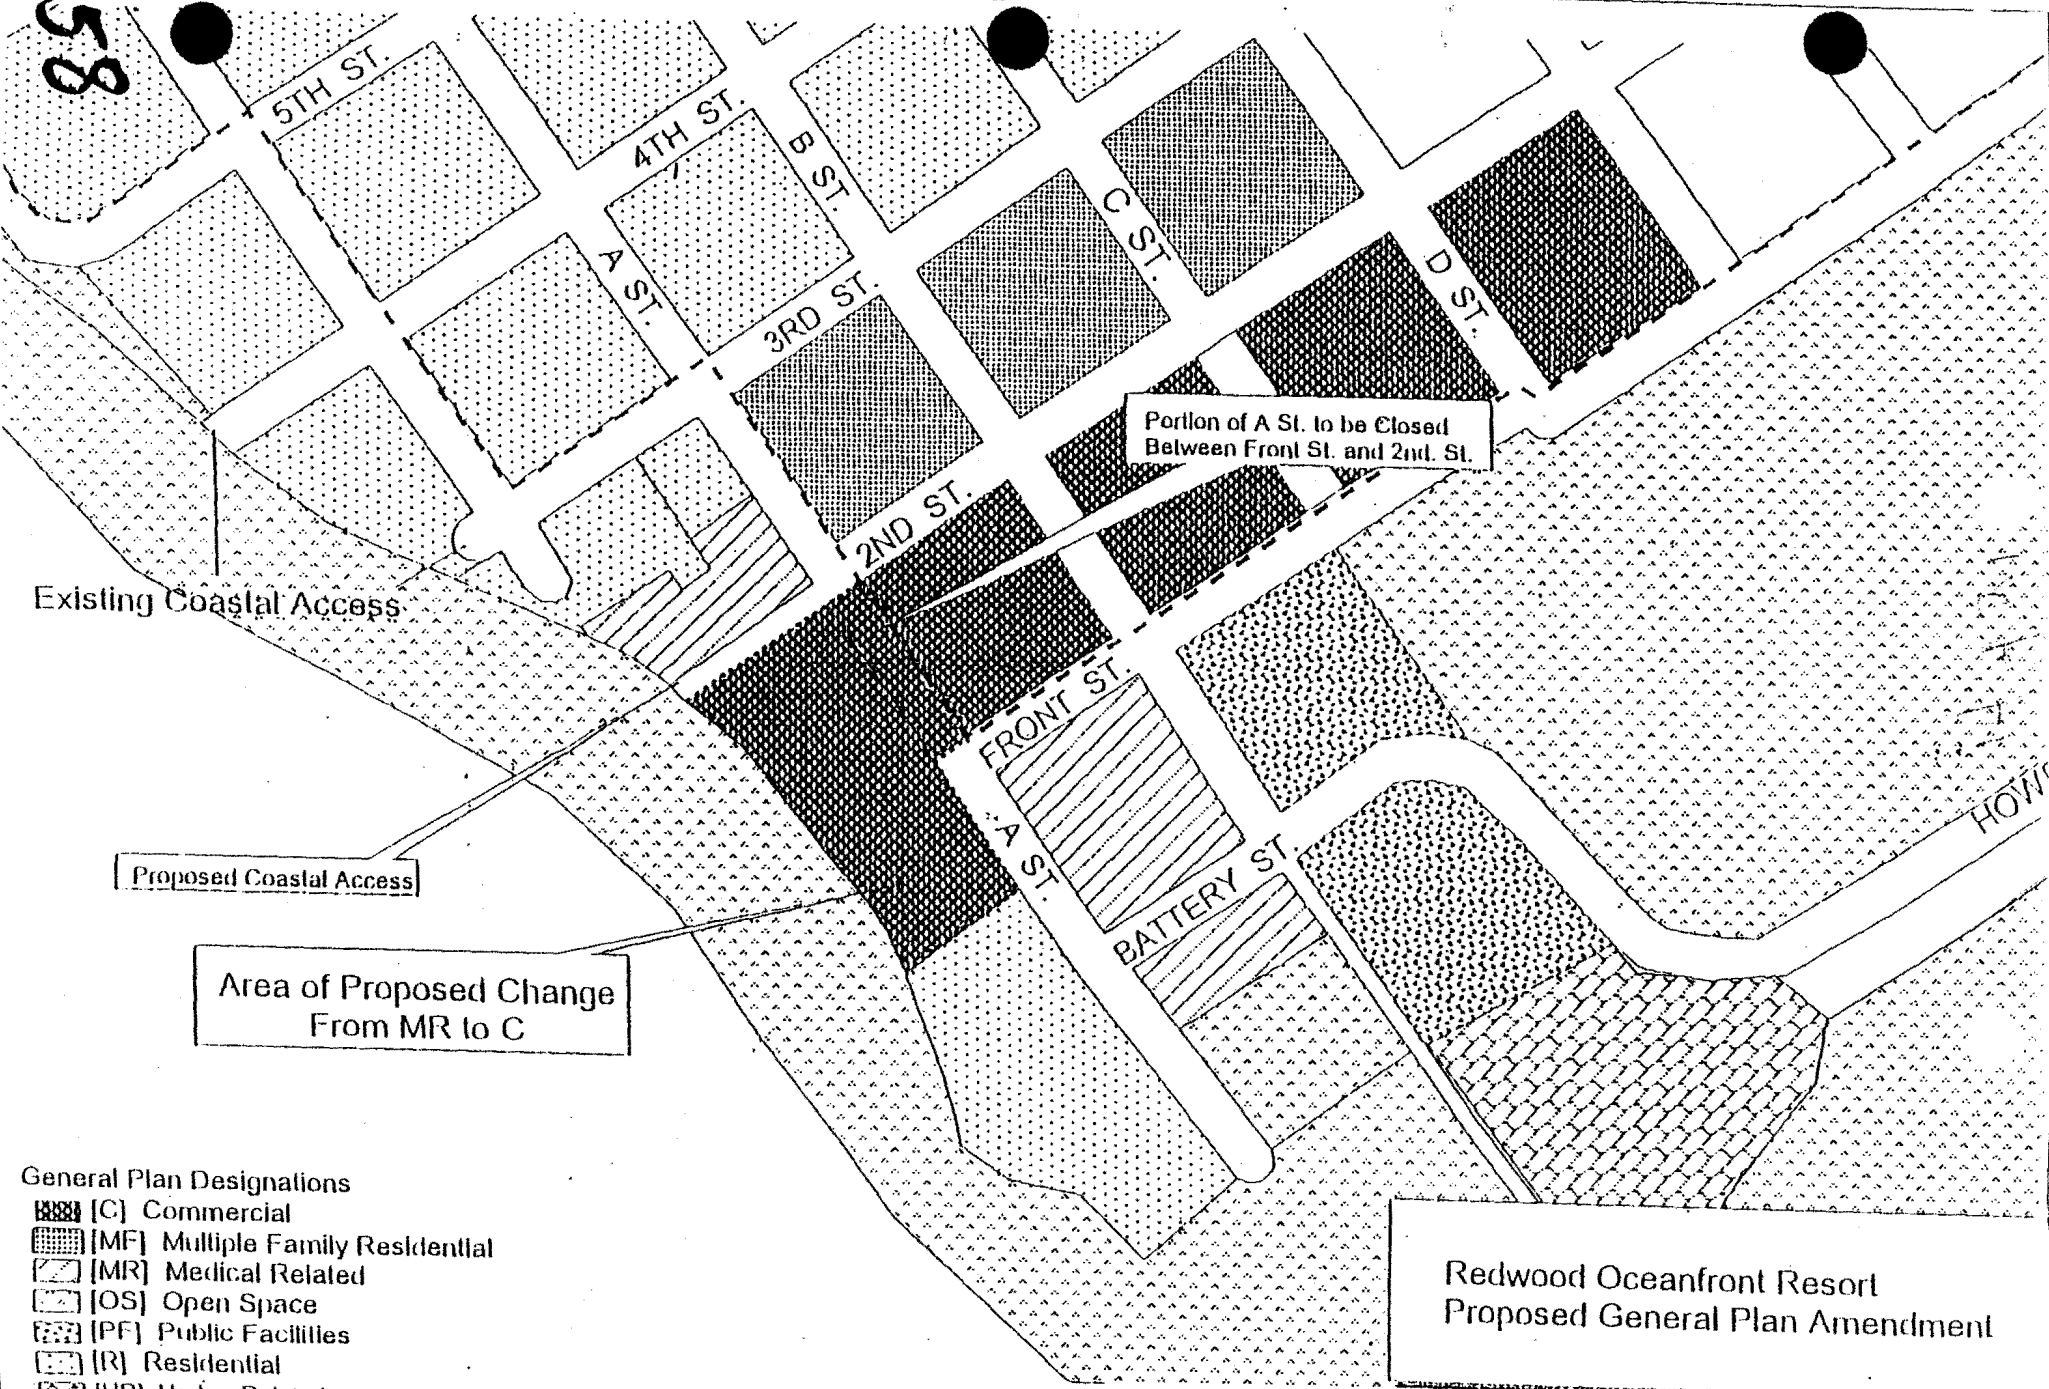 58
5TH ST
4TH ST.
B ST.
C ST.
D ST.
A ST.
3RD ST.
2ND ST.
Portion of A St. to be Closed
Between Front St. and 2nd. St.
Existing Coastal Access
FRONT ST.
A ST.
BATTERY ST.
Proposed Coastal Access
Area of Proposed Change
From MR to C
General Plan Designations
[C] Commercial
[MF] Multiple Family Residential
[MR] Medical Related
[OS] Open Space
[PF] Public Facilities
[R] Residential
Redwood Oceanfront Resort
Proposed General Plan Amendment